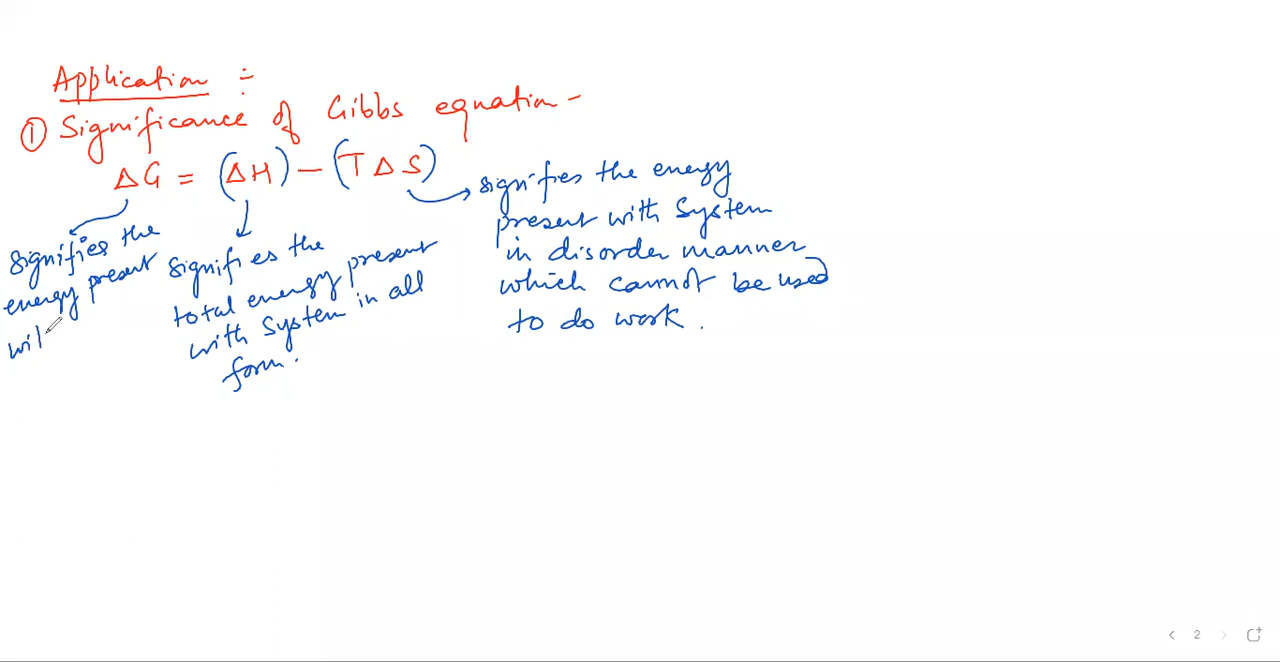 Application :-
① Significance of Gibbs equation -
ΔG = (ΔH) - (TΔS)
signifies the energy
present with System
in disorder manner
which cannot be used
to do work.
signifies the
total energy present
with System in all
form.
signifies the
energy present
wil
2